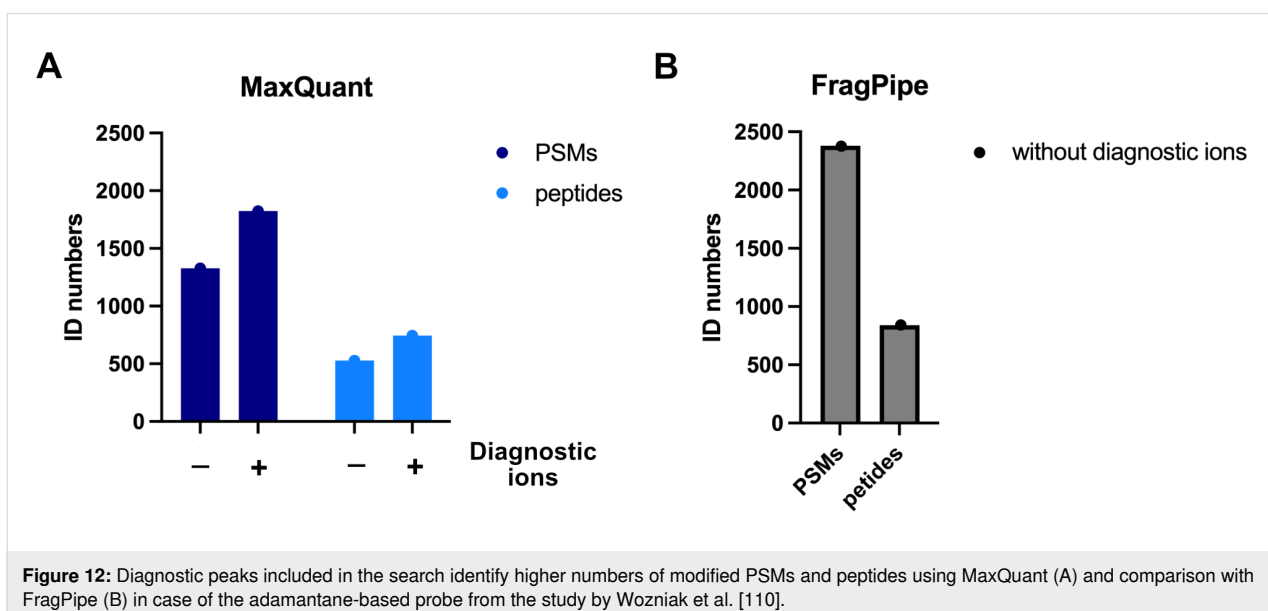 A
MaxQuant
2500
2000
1500
1000
500
0
ID numbers
PSMs
peptides
– + – +
Diagnostic
ions
B
FragPipe
2500
2000
1500
1000
500
0
ID numbers
PSMs
petides
without diagnostic ions
Figure 12: Diagnostic peaks included in the search identify higher numbers of modified PSMs and peptides using MaxQuant (A) and comparison with
FragPipe (B) in case of the adamantane-based probe from the study by Wozniak et al. [110].